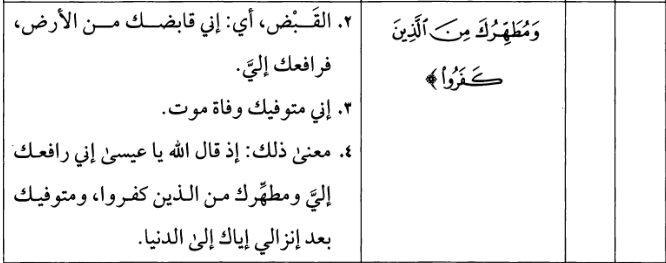 وَمُطَهِّرُكَ مِنَ ٱلَّذِينَ
كَفَرُواْ ﴾
٢. القَبْض، أي: إني قابضك من الأرض،
فرافعك إليَّ.
٣. إني متوفيك وفاة موت.
٤. معنىٰ ذلك: إذ قال الله يا عيسىٰ إني رافعك
إليَّ ومطهِّرك من الذين كفروا، ومتوفيك
بعد إنزالي إياك إلىٰ الدنيا.